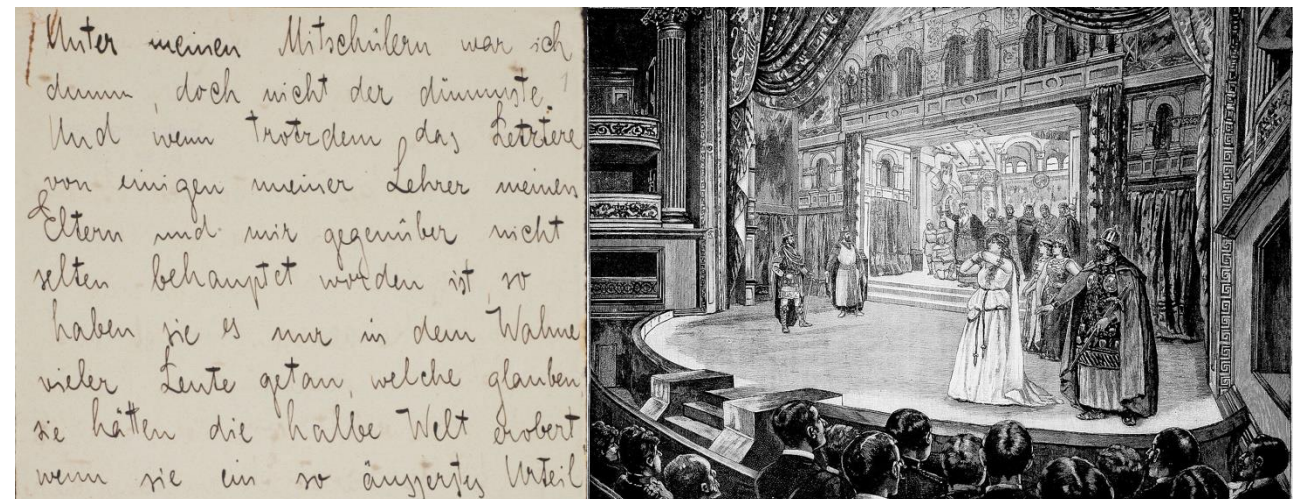 Unter meinen Mitschülern war ich
dumm, doch nicht der dümmste.
Und wenn trotzdem das Letztere
von einigen meiner Lehrer meinen
Eltern und mir gegenüber nicht
selten behauptet worden ist, so
haben sie es nur in dem Wahne
vieler Leute getan, welche glauben
sie hätten die halbe Welt erobert
wenn sie ein so äusserstes Urteil